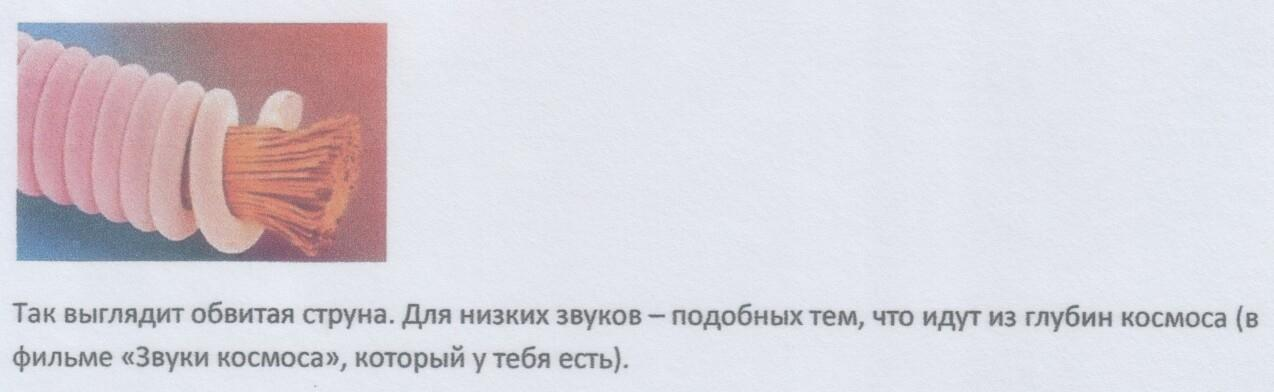 Так выглядит обвитая струна. Для низких звуков – подобных тем, что идут из глубин космоса (в
фильме «Звуки космоса», который у тебя есть).